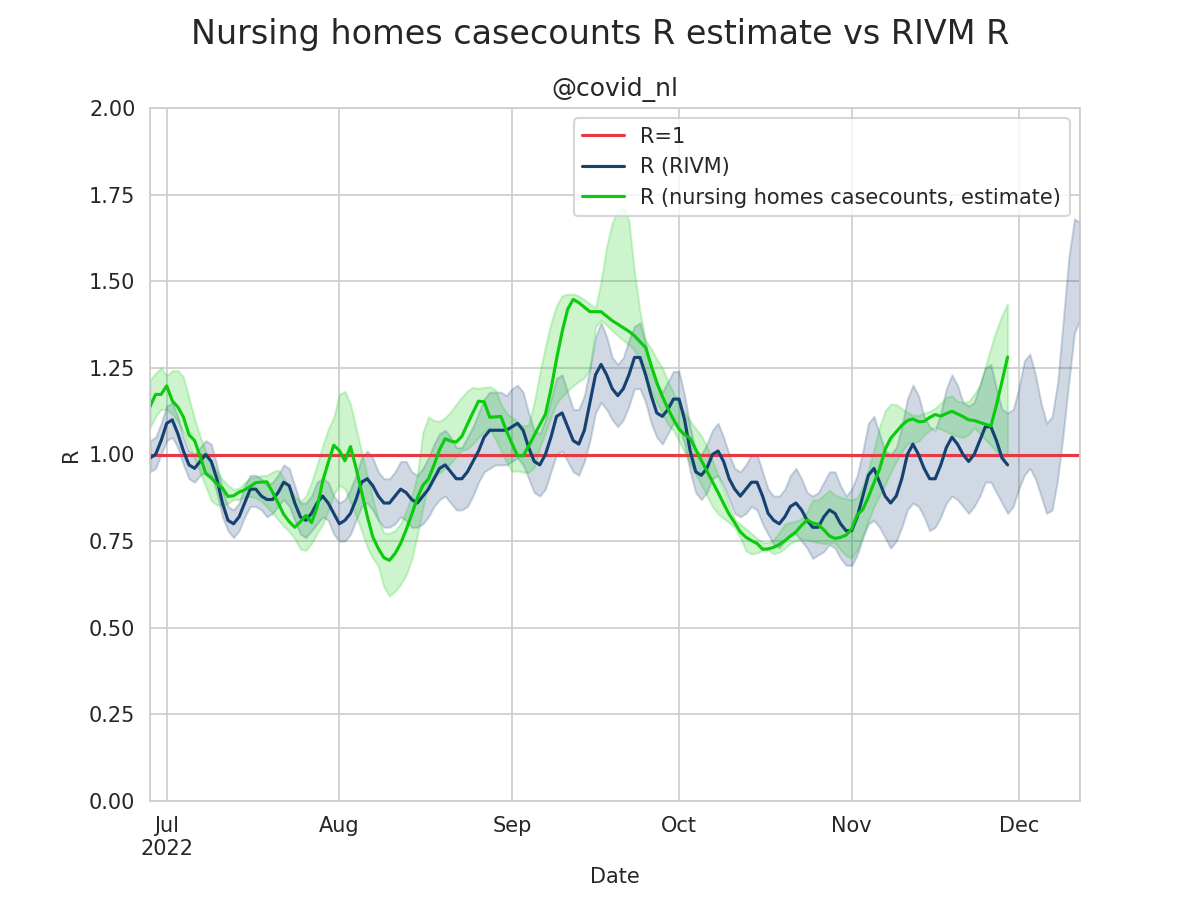 Nursing homes casecounts R estimate vs RIVM R
@covid_nl
R=1
R (RIVM)
R (nursing homes casecounts, estimate)
2.00
1.75
1.50
1.25
1.00
0.75
0.50
0.25
0.00
R
Jul Aug Sep Oct Nov Dec
2022
Date